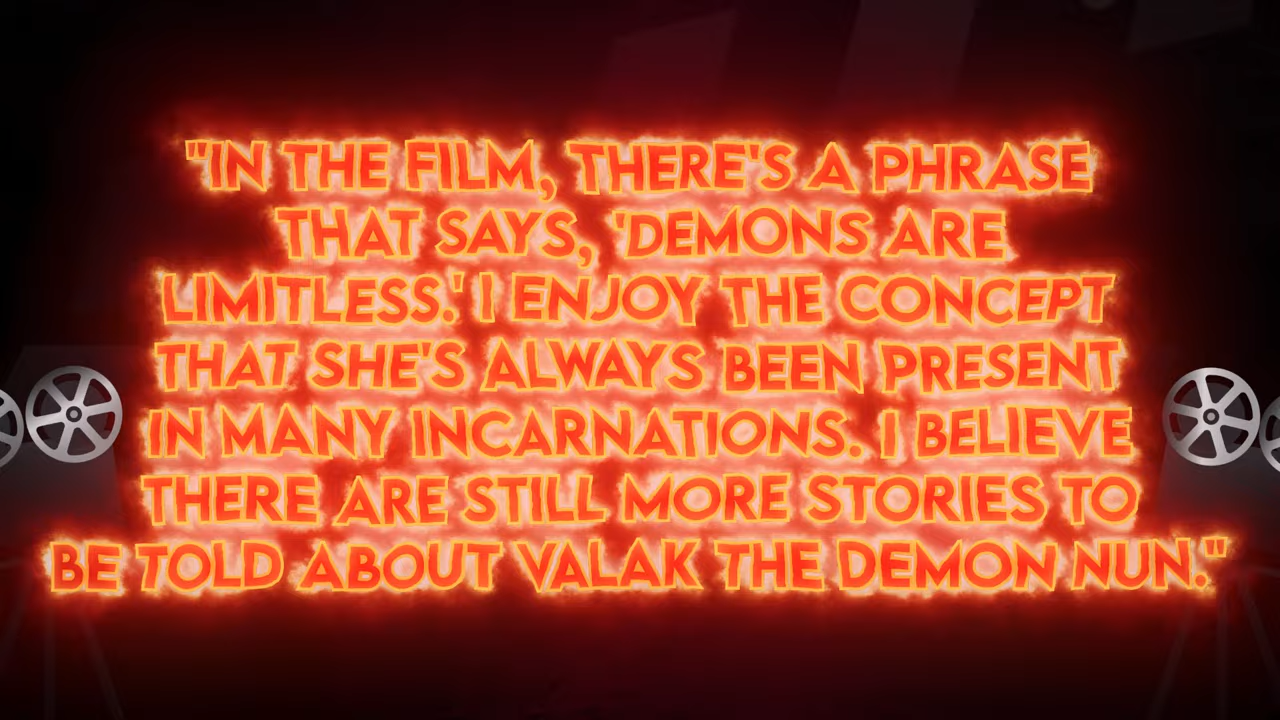 "IN THE FILM, THERE'S A PHRASE
THAT SAYS, 'DEMONS ARE
LIMITLESS.' I ENJOY THE CONCEPT
THAT SHE'S ALWAYS BEEN PRESENT
IN MANY INCARNATIONS. I BELIEVE
THERE ARE STILL MORE STORIES TO
BE TOLD ABOUT VALAK THE DEMON NUN."